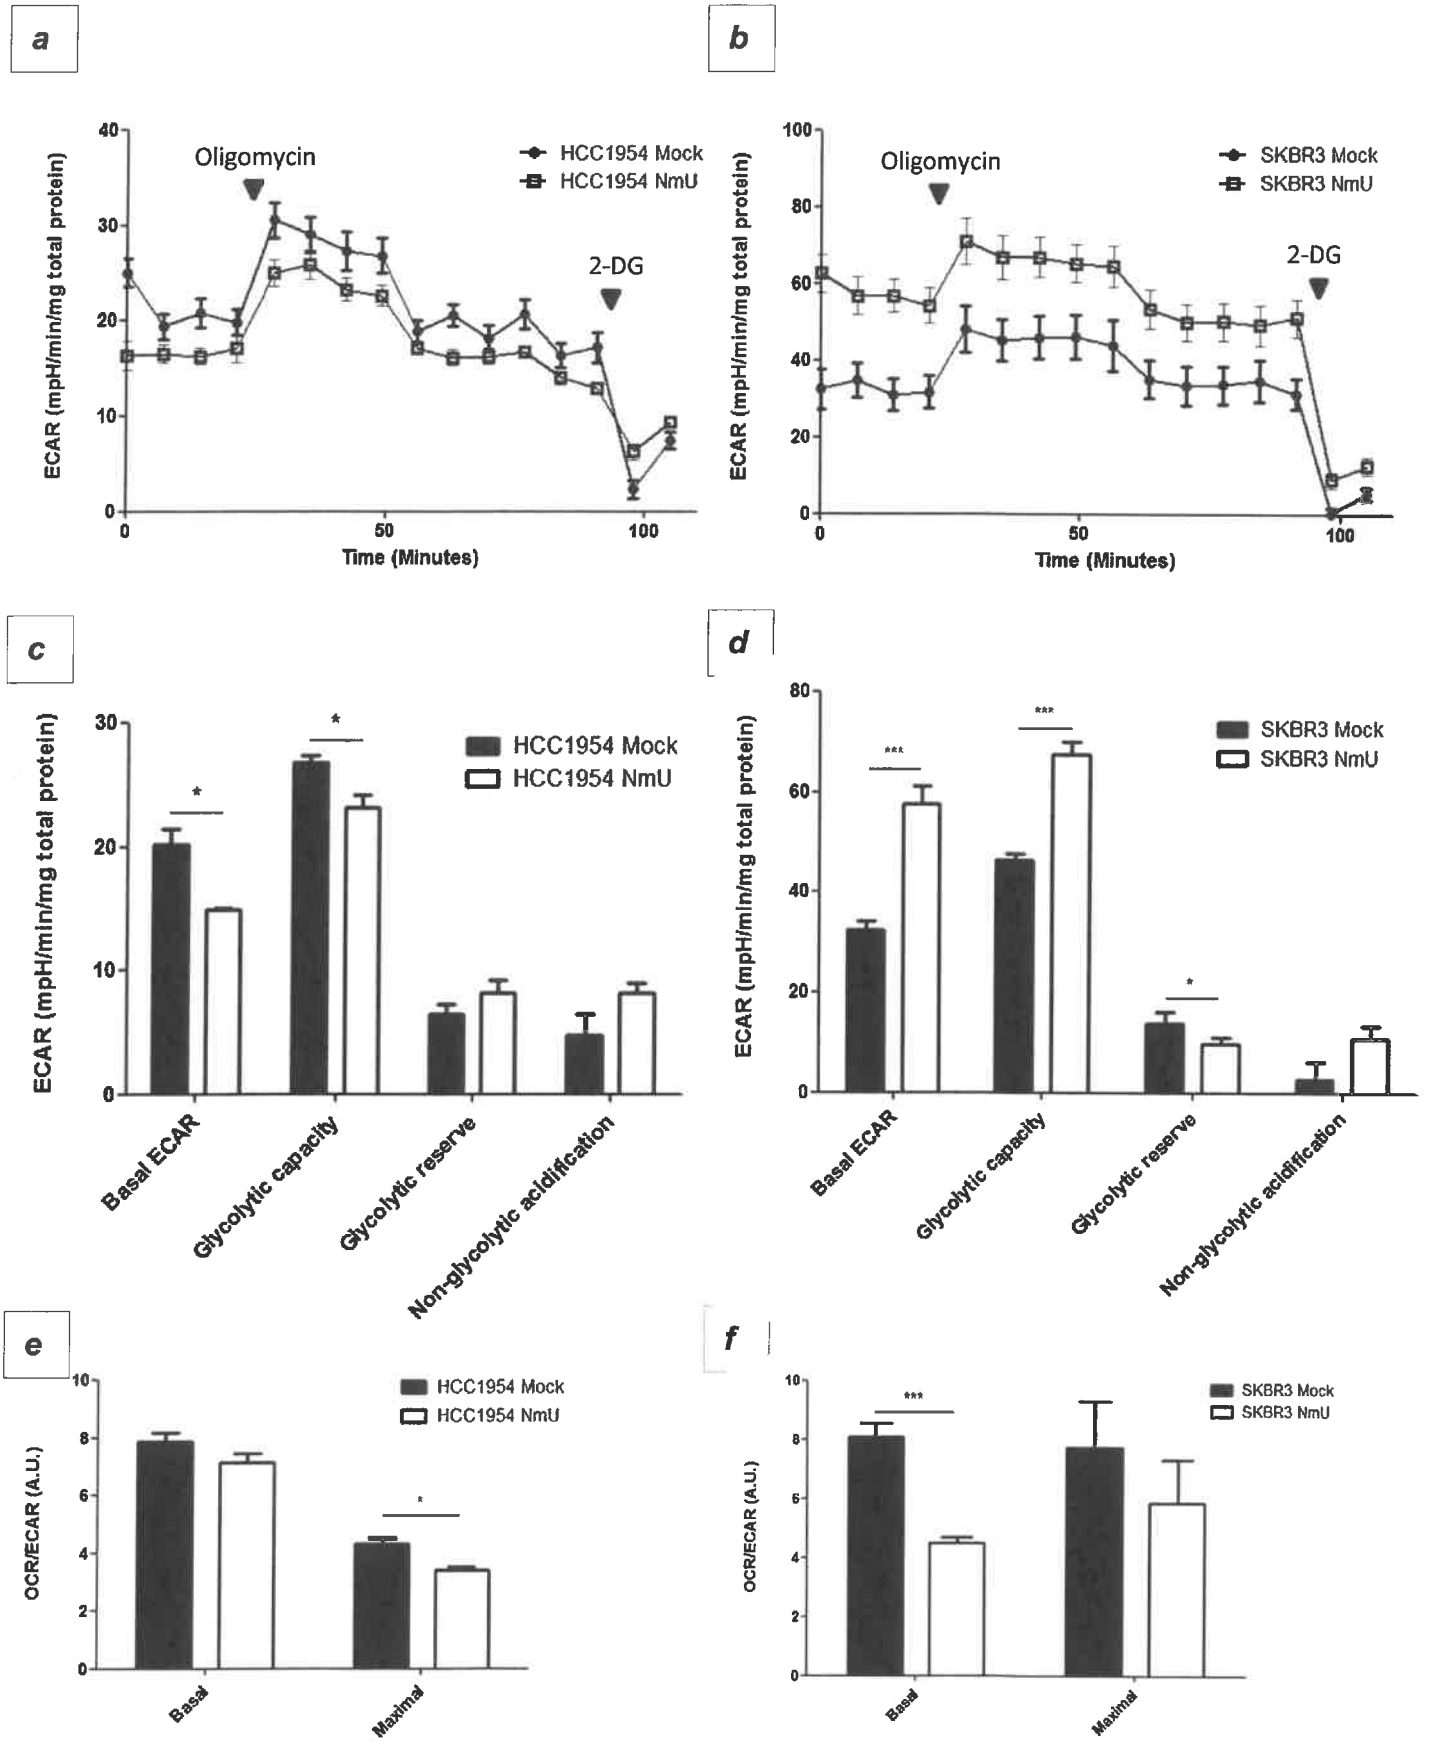 a
b
40
30
20
10
0
ECAR (mpH/min/mg total protein)
Oligomycin
HCC1954 Mock
HCC1954 NmU
2-DG
0
50
100
Time (Minutes)
100
80
60
40
20
0
ECAR (mpH/min/mg total protein)
Oligomycin
SKBR3 Mock
SKBR3 NmU
2-DG
0
50
100
Time (Minutes)
c
d
30
20
10
0
ECAR (mpH/min/mg total protein)
*
*
HCC1954 Mock
HCC1954 NmU
Basal ECAR
Glycolytic capacity
Glycolytic reserve
Non-glycolytic acidification
80
60
40
20
0
ECAR (mpH/min/mg total protein)
***
***
*
SKBR3 Mock
SKBR3 NmU
Basal ECAR
Glycolytic capacity
Glycolytic reserve
Non-glycolytic acidification
e
f
10
8
6
4
2
0
OCR/ECAR (A.U.)
HCC1954 Mock
HCC1954 NmU
*
Basal
Maximal
10
8
6
4
2
0
OCR/ECAR (A.U.)
***
SKBR3 Mock
SKBR3 NmU
Basal
Maximal